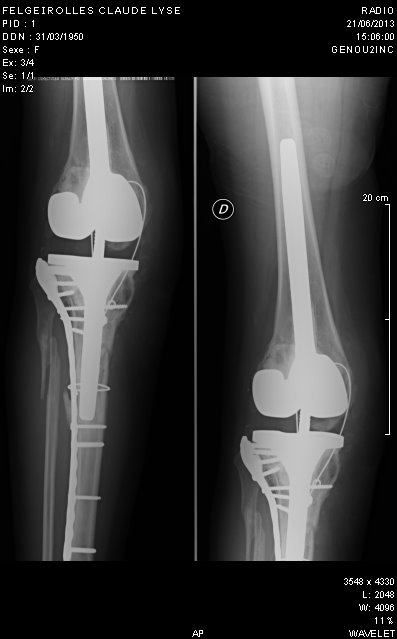 FELGEIROLLES CLAUDE LYSE
PID : 1
DDN : 31/03/1950
Sexe : F
Ex: 3/4
Se: 1/1
Im: 2/2
RADIO
21/06/2013
15:06:00
GENOU2INC
20 cm
D
3548 x 4330
L: 2048
W: 4096
11 %
AP
WAVELET